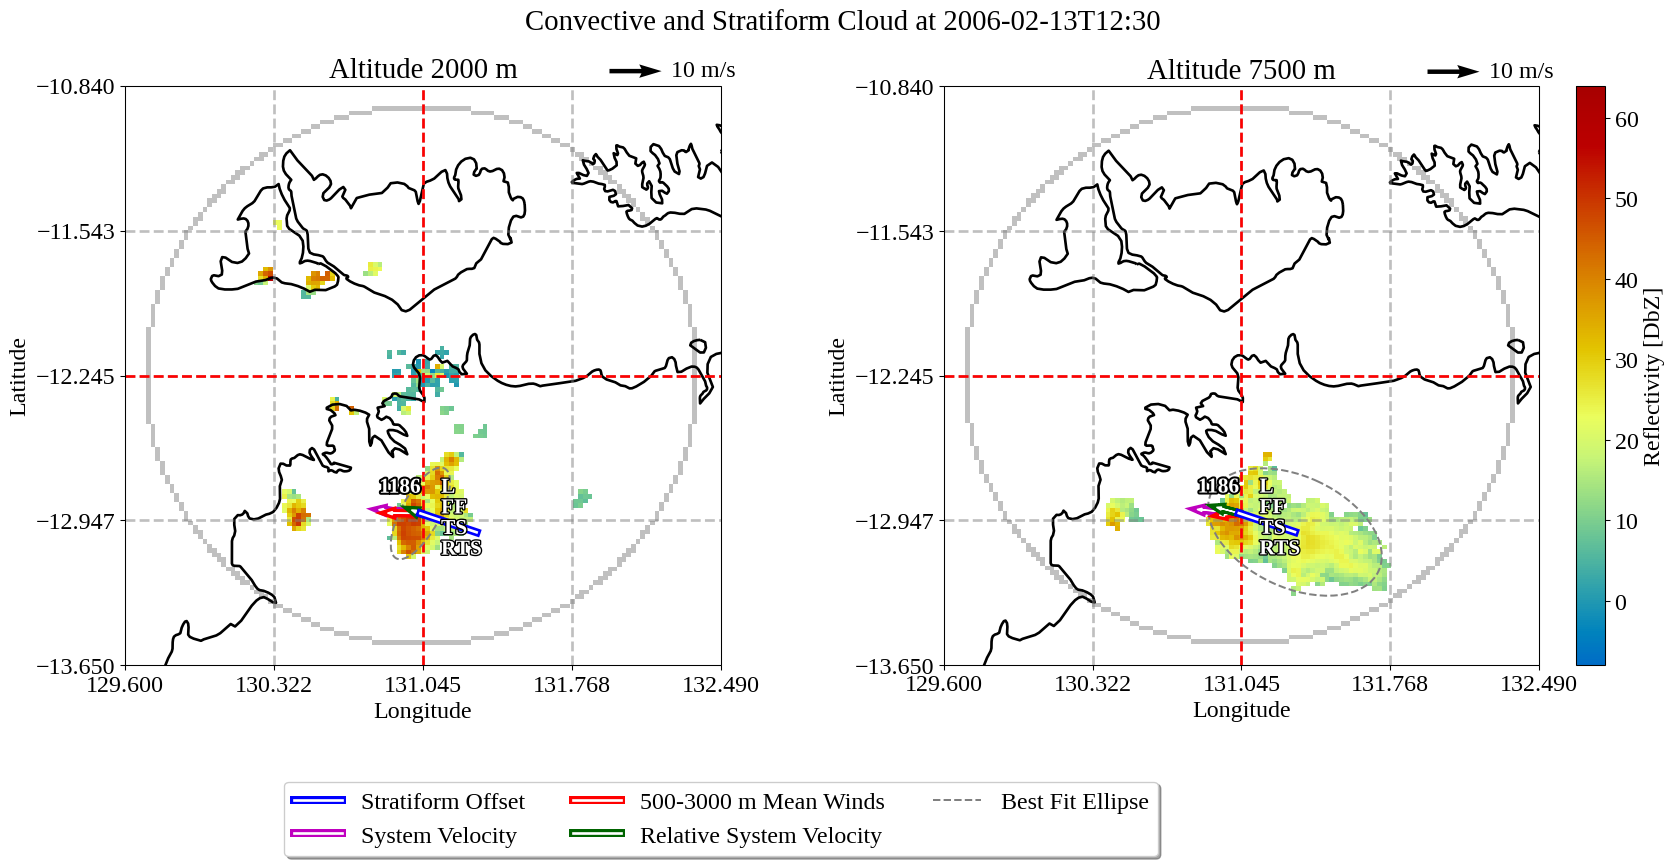 Convective and Stratiform Cloud at 2006-02-13T12:30
Altitude 2000 m
10 m/s
−10.840
−11.543
−12.245
−12.947
−13.650
Latitude
1186
L
FF
TS
RTS
129.600
130.322
131.045
131.768
132.490
Longitude
Altitude 7500 m
10 m/s
−10.840
−11.543
−12.245
−12.947
−13.650
Latitude
1186
L
FF
TS
RTS
129.600
130.322
131.045
131.768
132.490
Longitude
60
50
40
30
20
10
0
Reflectivity [DbZ]
Stratiform Offset
System Velocity
500-3000 m Mean Winds
Relative System Velocity
Best Fit Ellipse